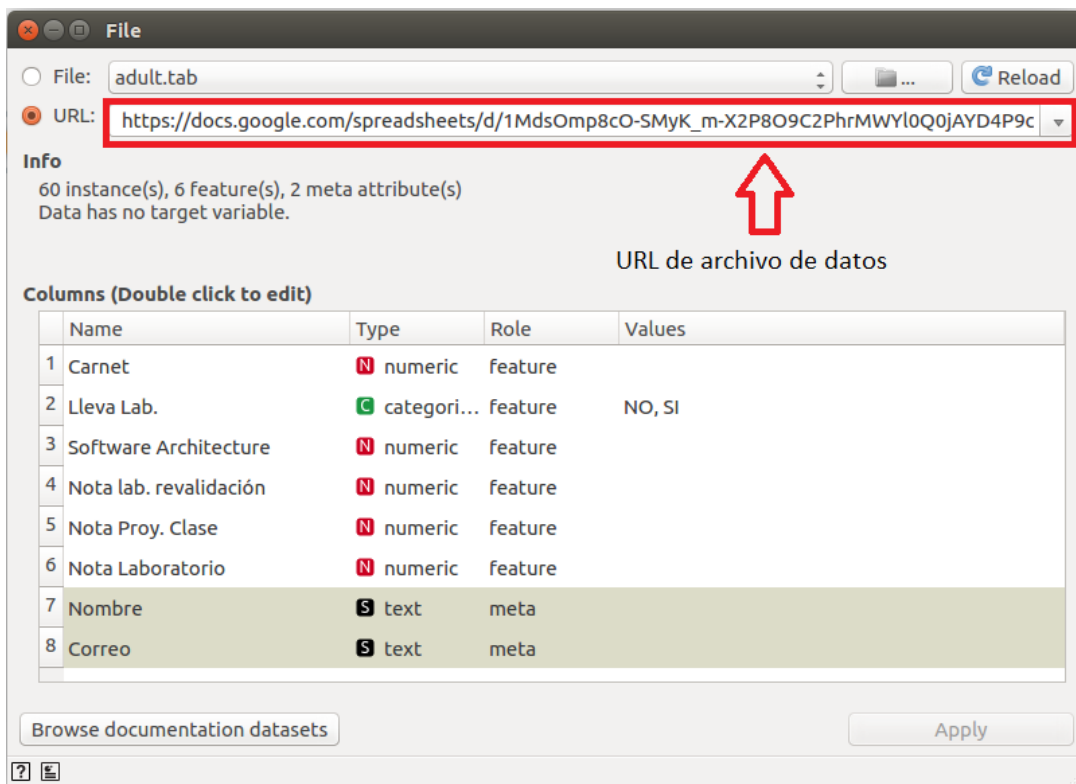 File
File: adult.tab ... Reload
URL: https://docs.google.com/spreadsheets/d/1MdsOmp8cO-SMyK_m-X2P8O9C2PhrMWYl0Q0jAYD4P9c
Info
60 instance(s), 6 feature(s), 2 meta attribute(s)
Data has no target variable.
URL de archivo de datos
Columns (Double click to edit)
Name Type Role Values
1 Carnet N numeric feature
2 Lleva Lab. C categori... feature NO, SI
3 Software Architecture N numeric feature
4 Nota lab. revalidación N numeric feature
5 Nota Proy. Clase N numeric feature
6 Nota Laboratorio N numeric feature
7 Nombre S text meta
8 Correo S text meta
Browse documentation datasets Apply
?